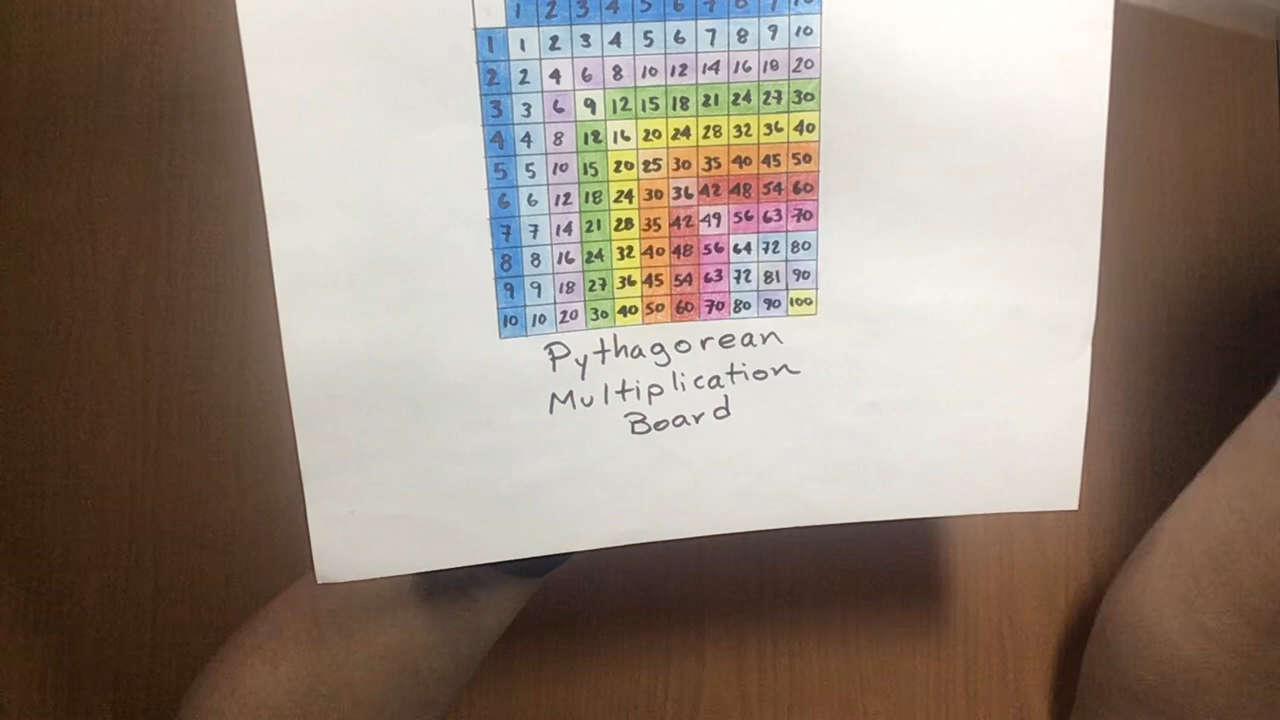 1 2 3 4 5 6 7 8 9 10
1 1 2 3 4 5 6 7 8 9 10
2 2 4 6 8 10 12 14 16 18 20
3 3 6 9 12 15 18 21 24 27 30
4 4 8 12 16 20 24 28 32 36 40
5 5 10 15 20 25 30 35 40 45 50
6 6 12 18 24 30 36 42 48 54 60
7 7 14 21 28 35 42 49 56 63 70
8 8 16 24 32 40 48 56 64 72 80
9 9 18 27 36 45 54 63 72 81 90
10 10 20 30 40 50 60 70 80 90 100
Pythagorean
Multiplication
Board